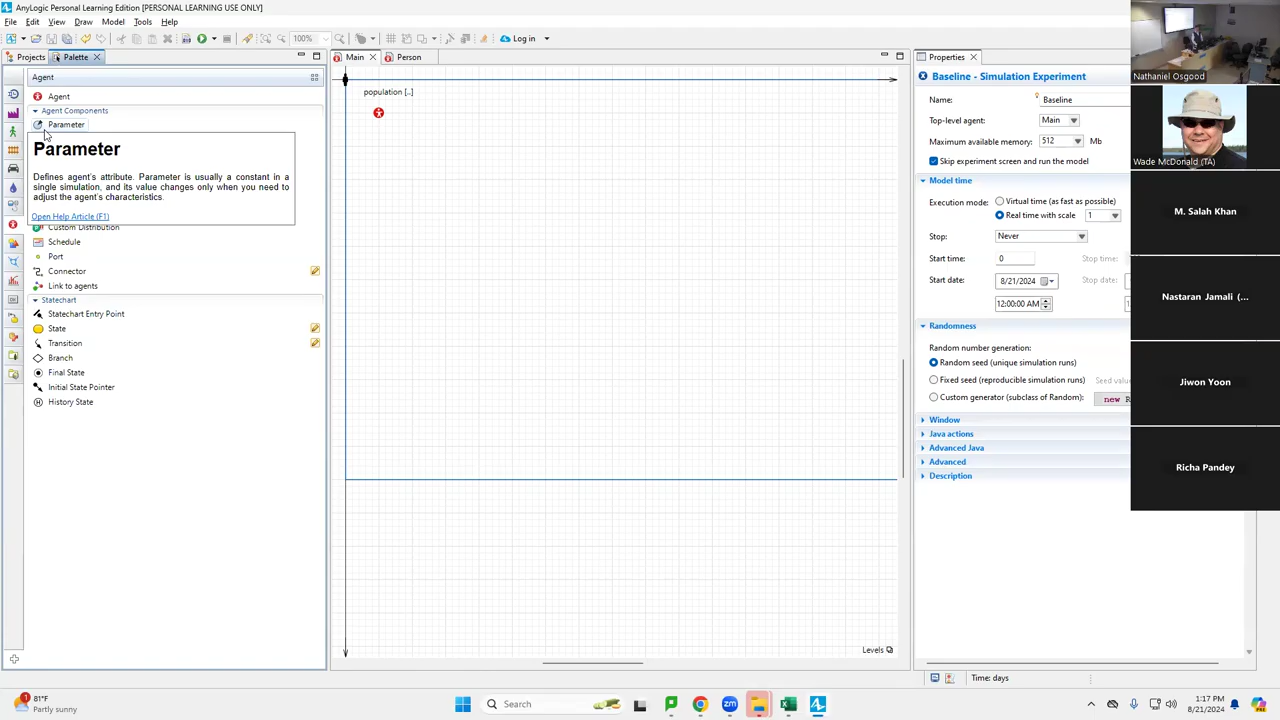 AnyLogic Personal Learning Edition [PERSONAL LEARNING USE ONLY]
File Edit View Draw Model Tools Help
100% Log in
Projects Palette
Agent
Agent
Agent Components
Parameter
Parameter
Defines agent's attribute. Parameter is usually a constant in a
single simulation, and its value changes only when you need to
adjust the agent's characteristics.
Open Help Article (F1)
Custom Distribution
Schedule
Port
Connector
Link to agents
Statechart
Statechart Entry Point
State
Transition
Branch
Final State
Initial State Pointer
History State
Main Person
population [..]
Levels
Properties
Baseline - Simulation Experiment
Name: Baseline
Top-level agent: Main
Maximum available memory: 512 Mb
Skip experiment screen and run the model
Model time
Execution mode: Virtual time (as fast as possible)
Real time with scale 1
Stop: Never
Start time: 0 Stop time:
Start date: 8/21/2024 Stop date:
12:00:00 AM
Randomness
Random number generation:
Random seed (unique simulation runs)
Fixed seed (reproducible simulation runs) Seed valu
Custom generator (subclass of Random): new R
Window
Java actions
Advanced Java
Advanced
Description
Time: days
Nathaniel Osgood
Wade McDonald (TA)
M. Salah Khan
Nastaran Jamali (...
Jiwon Yoon
Richa Pandey
1
81°F
Partly sunny
Search
1:17 PM
8/21/2024